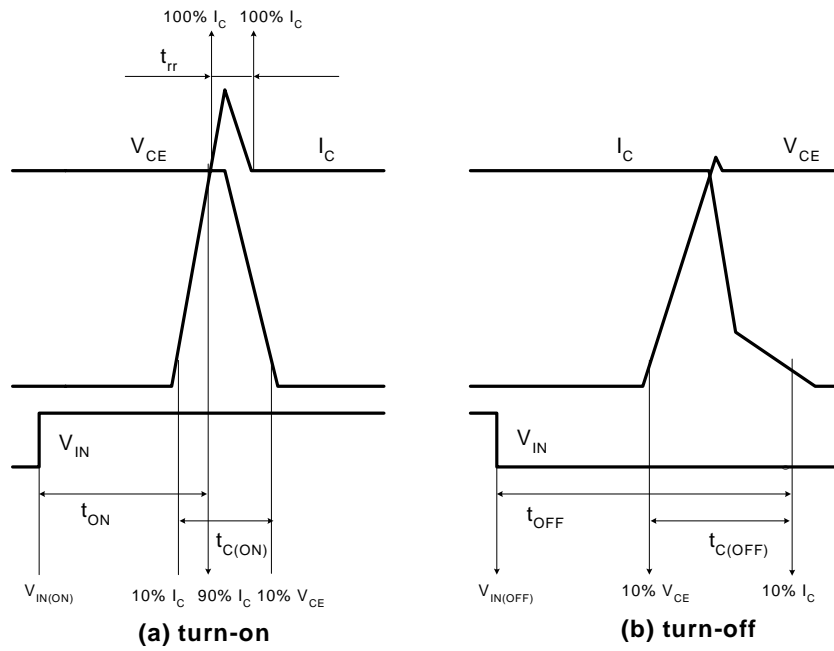 100% I_C 100% I_C
t_rr
V_CE I_C I_C V_CE
V_IN V_IN
t_ON t_OFF
t_C(ON) t_C(OFF)
V_IN(ON) 10% I_C 90% I_C 10% V_CE V_IN(OFF) 10% V_CE 10% I_C
(a) turn-on (b) turn-off